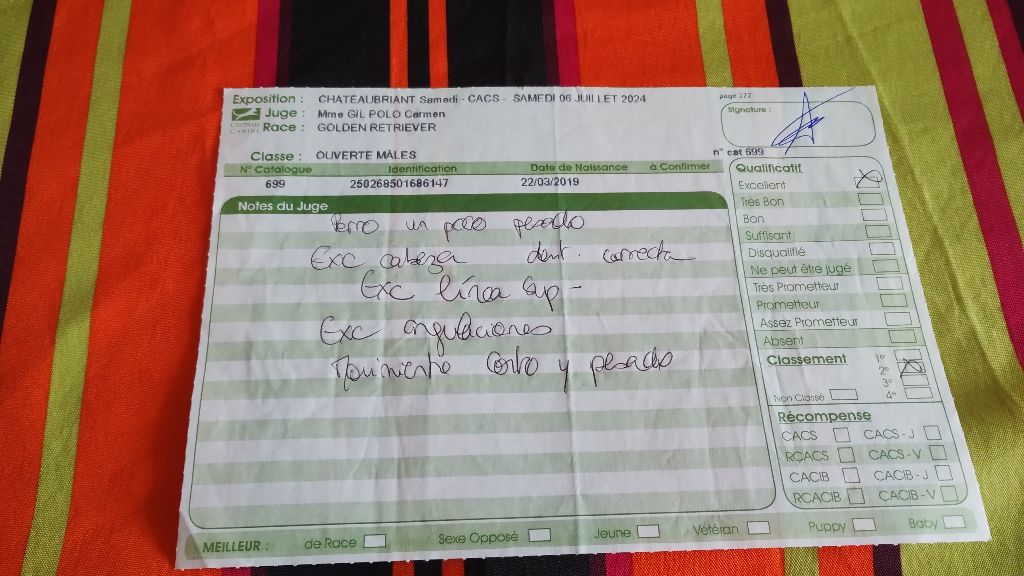 Exposition : CHATEAUBRIANT Samedi - CACS - SAMEDI 06 JUILLET 2024
Juge : Mme GIL POLO Carmen
Race : GOLDEN RETRIEVER
CENTRALE CANINE
page 277
Signature :
n° cat 699
Classe : OUVERTE MÂLES
N° Catalogue Identification Date de Naissance à Confirmer
699 250268501686147 22/03/2019
Notes du Juge
Perro un poco pesado
Exc cabeza dent. correcta
Exc línea sup -
Exc angulaciones
Movimiento corto y pesado
Qualificatif
Excellent
Très Bon
Bon
Suffisant
Disqualifié
Ne peut être jugé
Très Prometteur
Prometteur
Assez Prometteur
Absent
Classement
1°
2°
3°
4°
Non Classé
Récompense
CACS CACS - J
RCACS CACS - V
CACIB CACIB - J
RCACIB CACIB - V
MEILLEUR : de Race Sexe Opposé Jeune Vétéran Puppy Baby